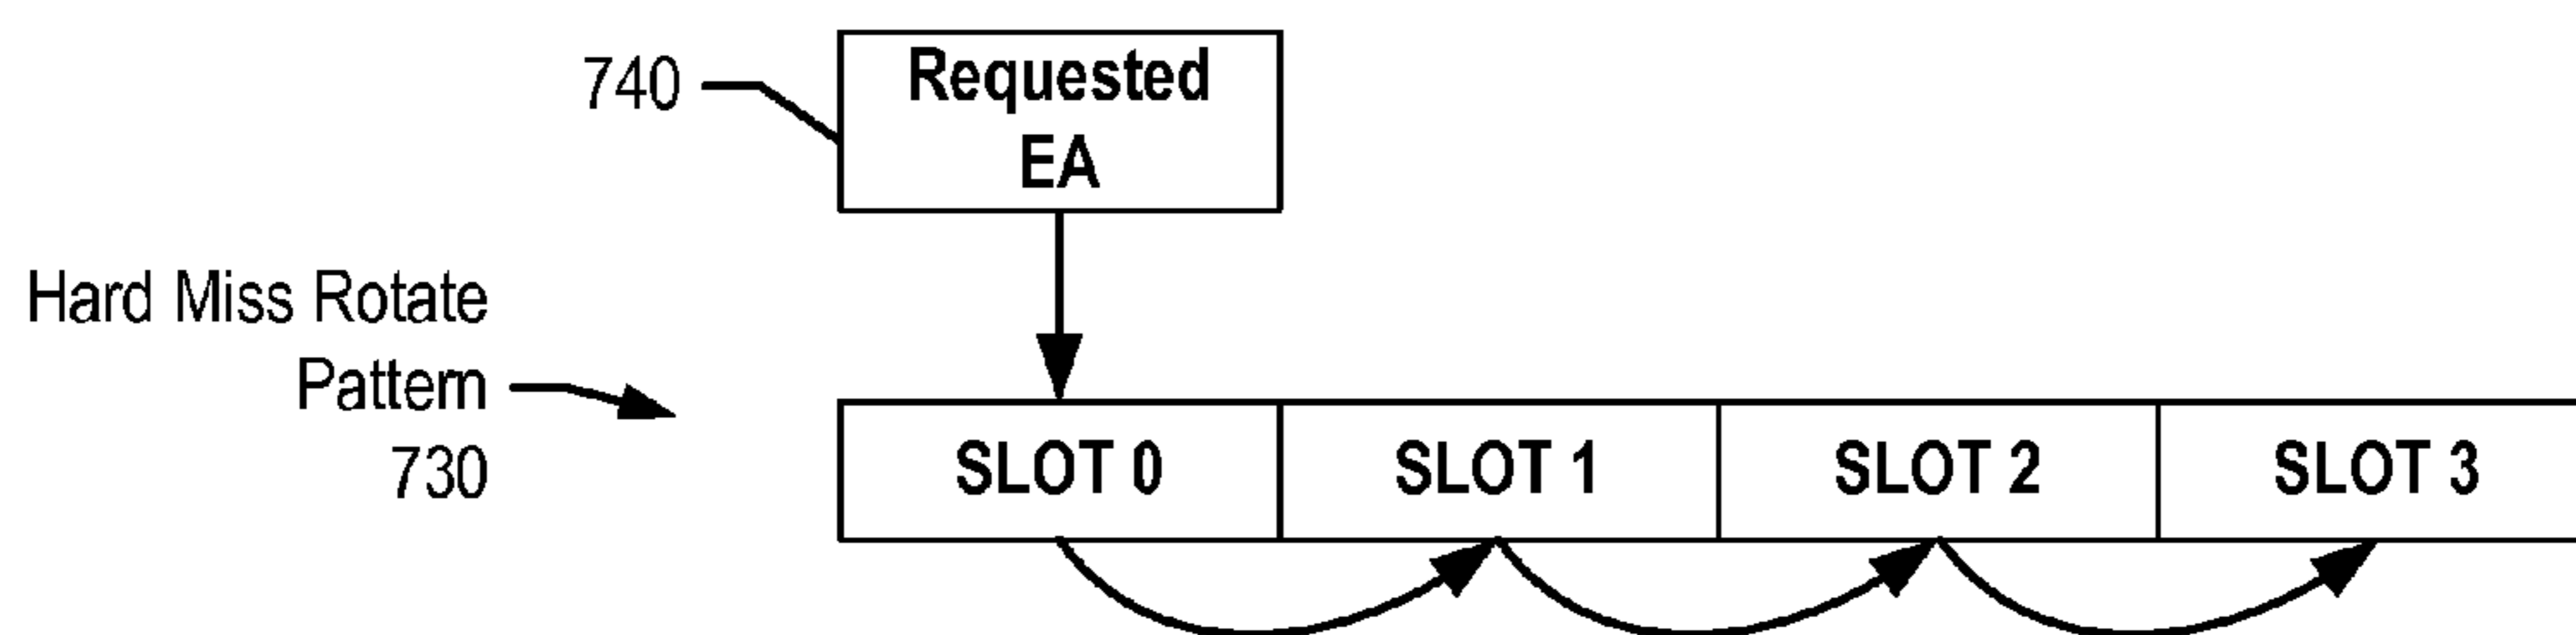 740
Requested
EA
Hard Miss Rotate
Pattern
730
SLOT 0 SLOT 1 SLOT 2 SLOT 3